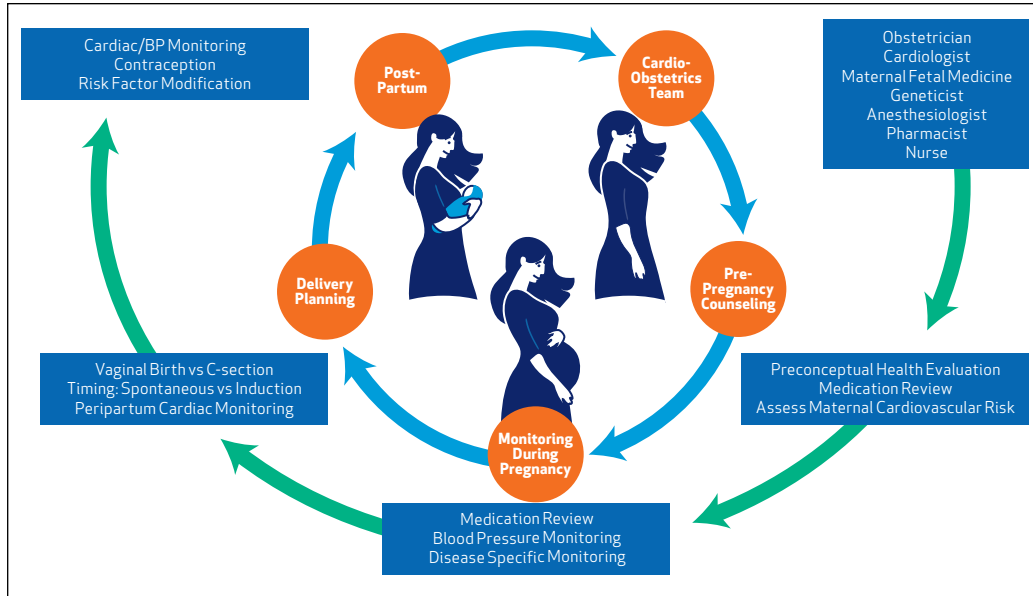 Cardiac/BP Monitoring
Contraception
Risk Factor Modification
Post-
Partum
Cardio-
Obstetrics
Team
Obstetrician
Cardiologist
Maternal Fetal Medicine
Geneticist
Anesthesiologist
Pharmacist
Nurse
Delivery
Planning
Pre-
Pregnancy
Counseling
Vaginal Birth vs C-section
Timing: Spontaneous vs Induction
Peripartum Cardiac Monitoring
Preconceptual Health Evaluation
Medication Review
Assess Maternal Cardiovascular Risk
Monitoring
During
Pregnancy
Medication Review
Blood Pressure Monitoring
Disease Specific Monitoring